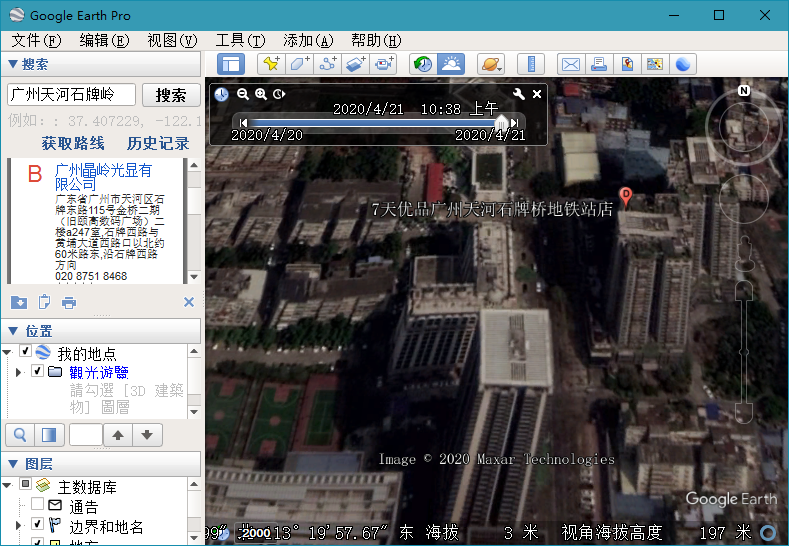 Google Earth Pro
文件(F) 编辑(E) 视图(V) 工具(T) 添加(A) 帮助(H)
搜索
广州天河石牌岭 搜索
例如：: 37.407229, -122.1
获取路线 历史记录
B 广州晶岭光显有
限公司
广东省广州市天河区石
牌东路115号金桥二期
（旧颐高数码广场）二
楼a247室,石牌西路与
黄埔大道西路口以北约
60米路东,沿石牌西路
方向
020 8751 8468
位置
我的地点
觀光遊覽
請勾選 [3D 建築
物] 圖層
图层
主数据库
通告
边界和地名
地方
2020/4/21 10:38 上午
2020/4/20 2020/4/21
N
D
7天优品广州天河石牌桥地铁站店
Image © 2020 Maxar Technologies
Google Earth
99" 北 113° 19'57.67" 东 海拔 3 米 视角海拔高度 197 米
2000